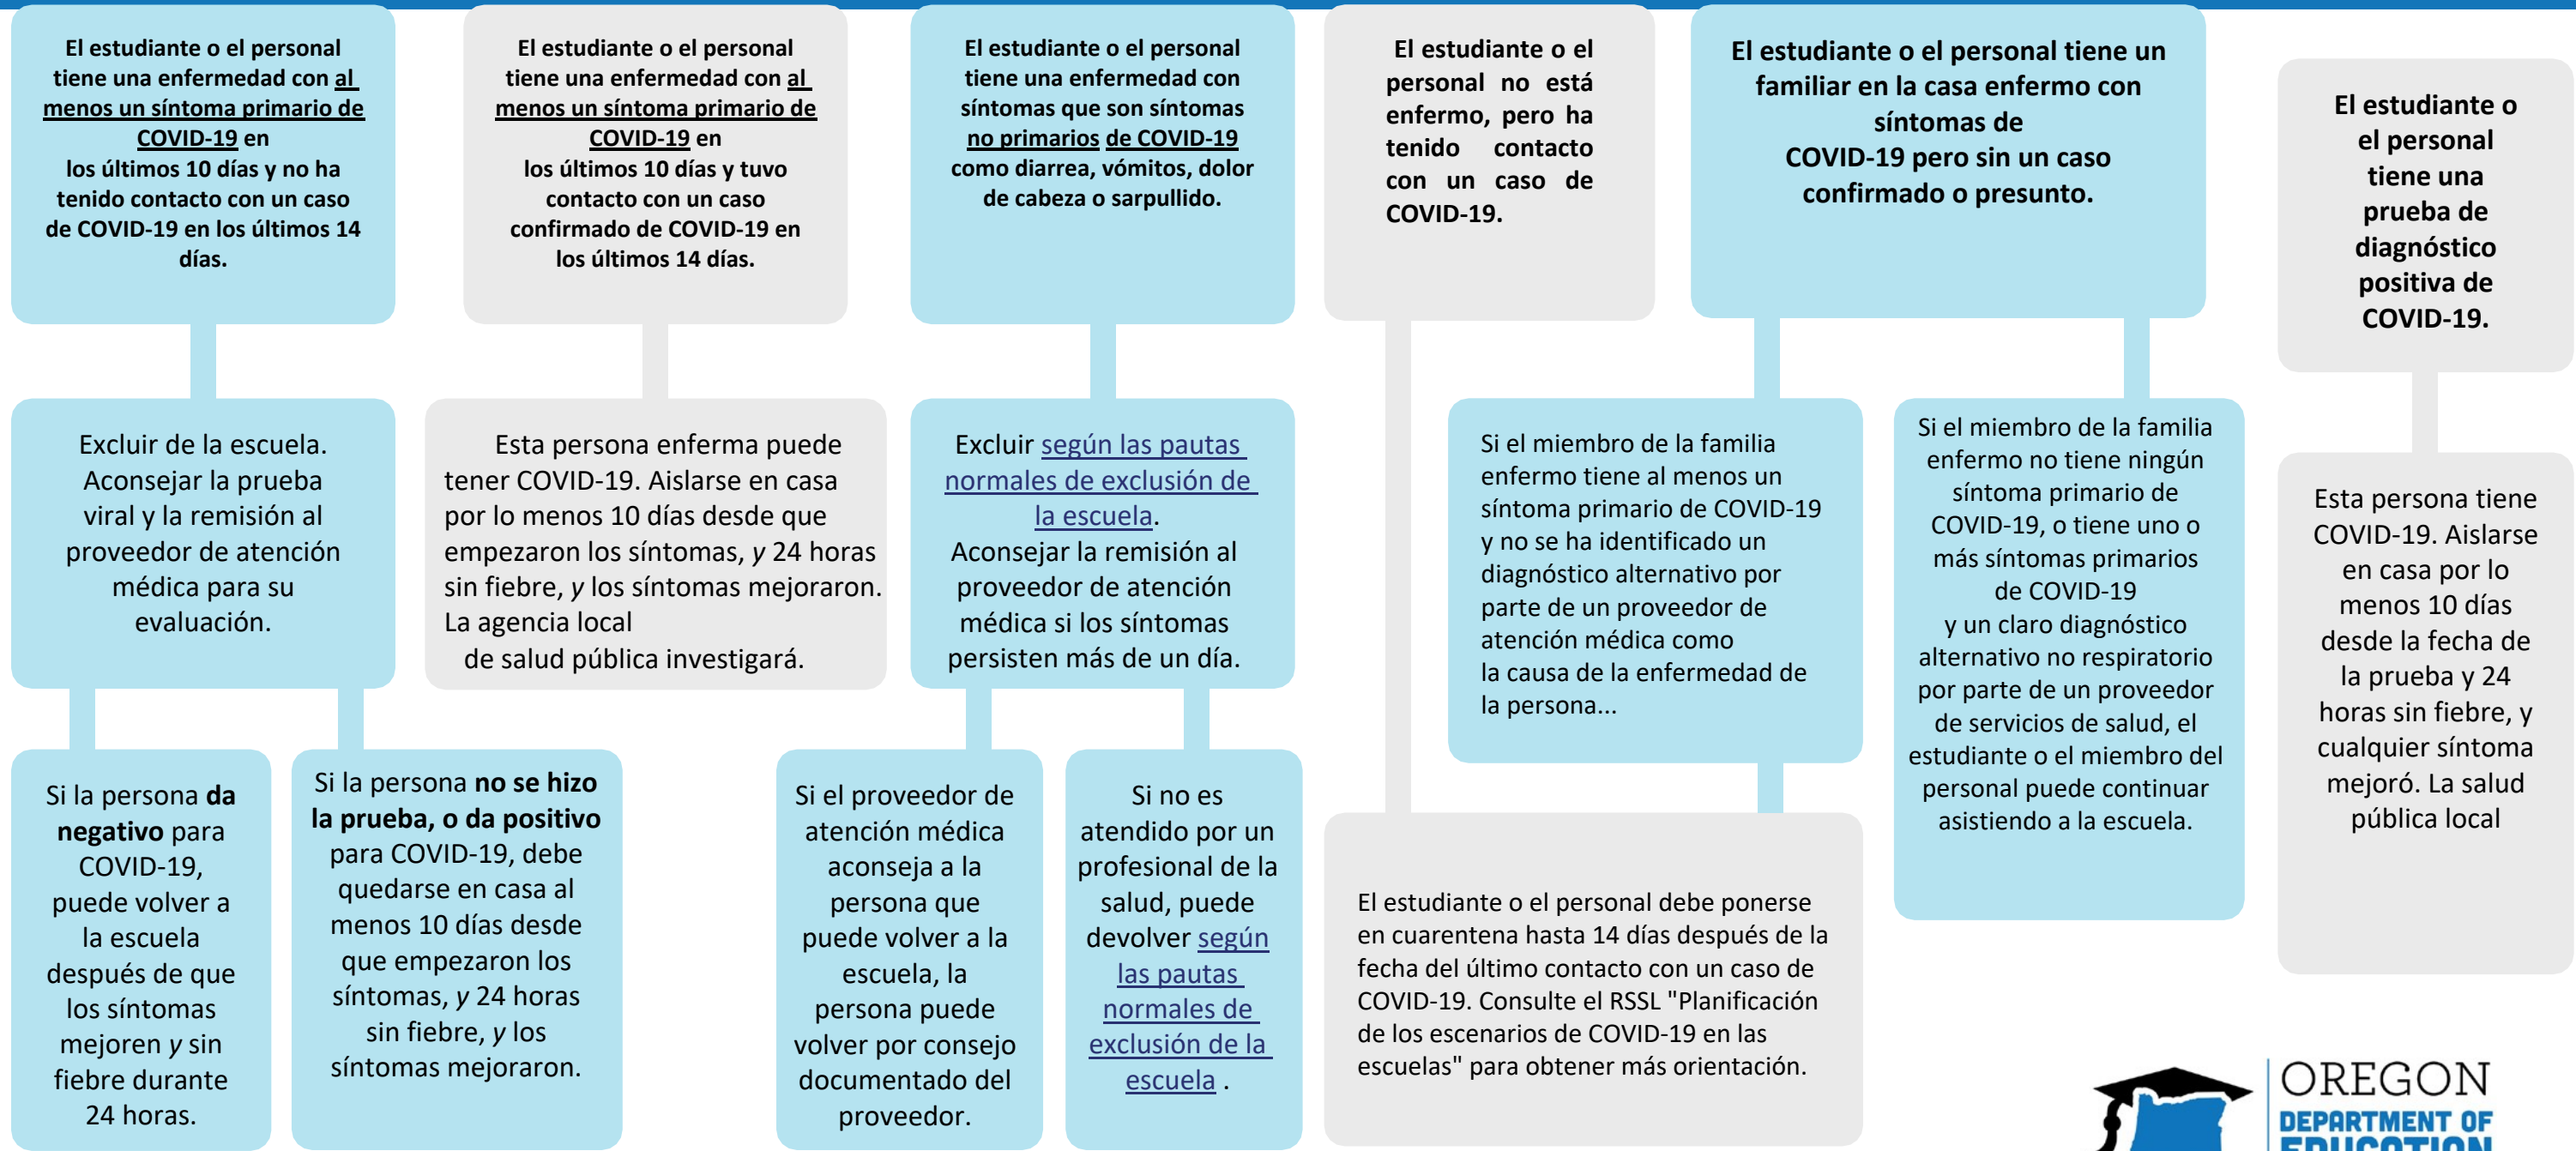 El estudiante o el personal
tiene una enfermedad con al
menos un síntoma primario de
COVID-19 en
los últimos 10 días y no ha
tenido contacto con un caso
de COVID-19 en los últimos 14
días.
Excluir de la escuela.
Aconsejar la prueba
viral y la remisión al
proveedor de atención
médica para su
evaluación.
Si la persona da
negativo para
COVID-19,
puede volver a
la escuela
después de que
los síntomas
mejoren y sin
fiebre durante
24 horas.
Si la persona no se hizo
la prueba, o da positivo
para COVID-19, debe
quedarse en casa al
menos 10 días desde
que empezaron los
síntomas, y 24 horas
sin fiebre, y los
síntomas mejoraron.
El estudiante o el personal
tiene una enfermedad con al
menos un síntoma primario de
COVID-19 en
los últimos 10 días y tuvo
contacto con un caso
confirmado de COVID-19 en
los últimos 14 días.
Esta persona enferma puede
tener COVID-19. Aislarse en casa
por lo menos 10 días desde que
empezaron los síntomas, y 24 horas
sin fiebre, y los síntomas mejoraron.
La agencia local
de salud pública investigará.
El estudiante o el personal
tiene una enfermedad con
síntomas que son síntomas
no primarios de COVID-19
como diarrea, vómitos, dolor
de cabeza o sarpullido.
Excluir según las pautas
normales de exclusión de
la escuela.
Aconsejar la remisión al
proveedor de atención
médica si los síntomas
persisten más de un día.
Si el proveedor de
atención médica
aconseja a la
persona que
puede volver a la
escuela, la
persona puede
volver por consejo
documentado del
proveedor.
Si no es
atendido por un
profesional de la
salud, puede
devolver según
las pautas
normales de
exclusión de la
escuela .
El estudiante o el
personal no está
enfermo, pero ha
tenido contacto
con un caso de
COVID-19.
El estudiante o el personal tiene un
familiar en la casa enfermo con
síntomas de
COVID-19 pero sin un caso
confirmado o presunto.
Si el miembro de la familia
enfermo tiene al menos un
síntoma primario de COVID-19
y no se ha identificado un
diagnóstico alternativo por
parte de un proveedor de
atención médica como
la causa de la enfermedad de
la persona...
El estudiante o el personal debe ponerse
en cuarentena hasta 14 días después de la
fecha del último contacto con un caso de
COVID-19. Consulte el RSSL "Planificación
de los escenarios de COVID-19 en las
escuelas" para obtener más orientación.
Si el miembro de la familia
enfermo no tiene ningún
síntoma primario de
COVID-19, o tiene uno o
más síntomas primarios
de COVID-19
y un claro diagnóstico
alternativo no respiratorio
por parte de un proveedor
de servicios de salud, el
estudiante o el miembro del
personal puede continuar
asistiendo a la escuela.
El estudiante o
el personal
tiene una
prueba de
diagnóstico
positiva de
COVID-19.
Esta persona tiene
COVID-19. Aislarse
en casa por lo
menos 10 días
desde la fecha de
la prueba y 24
horas sin fiebre, y
cualquier síntoma
mejoró. La salud
pública local
OREGON
DEPARTMENT OF
EDUCATION